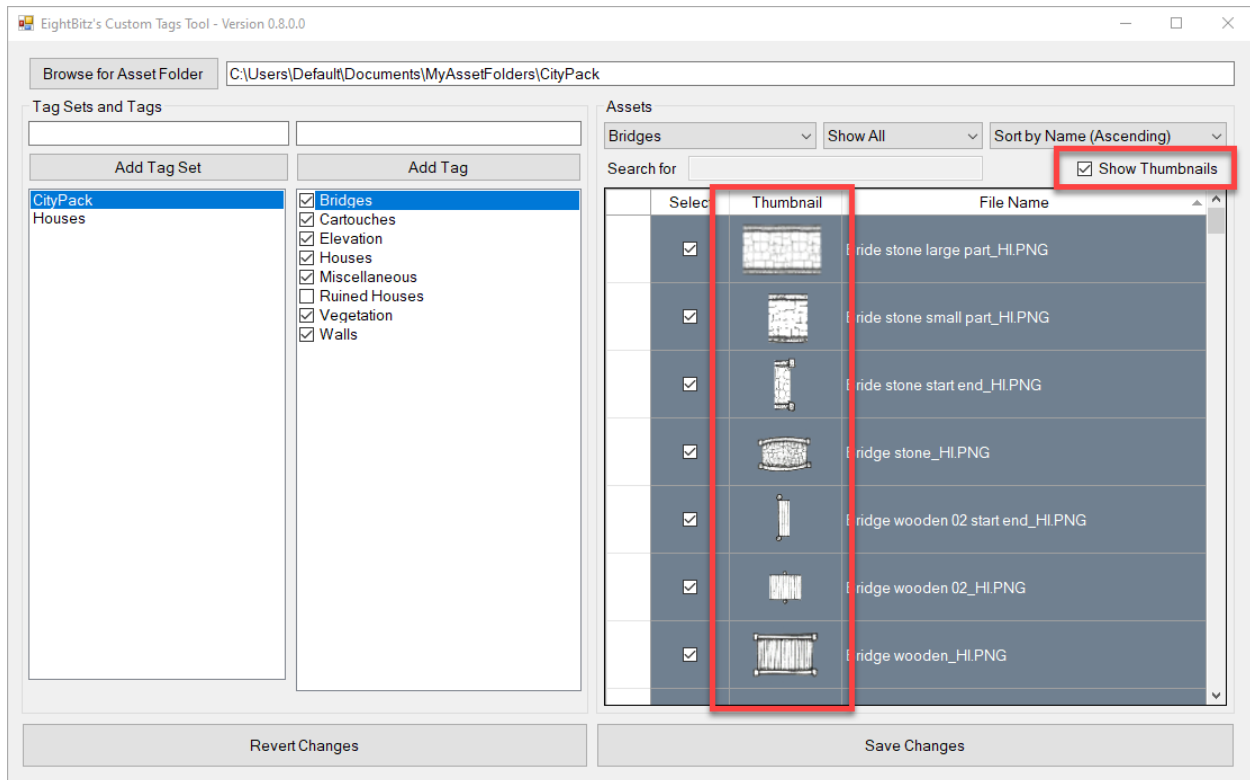 EightBitz's Custom Tags Tool - Version 0.8.0.0
Browse for Asset Folder C:\Users\Default\Documents\MyAssetFolders\CityPack
Tag Sets and Tags
Add Tag Set Add Tag
CityPack
Houses
Bridges
Cartouches
Elevation
Houses
Miscellaneous
Ruined Houses
Vegetation
Walls
Assets
Bridges Show All Sort by Name (Ascending)
Search for Show Thumbnails
Selec Thumbnail File Name
Bride stone large part_HI.PNG
Bride stone small part_HI.PNG
Bride stone start end_HI.PNG
Bridge stone_HI.PNG
Bridge wooden 02 start end_HI.PNG
Bridge wooden 02_HI.PNG
Bridge wooden_HI.PNG
Revert Changes Save Changes